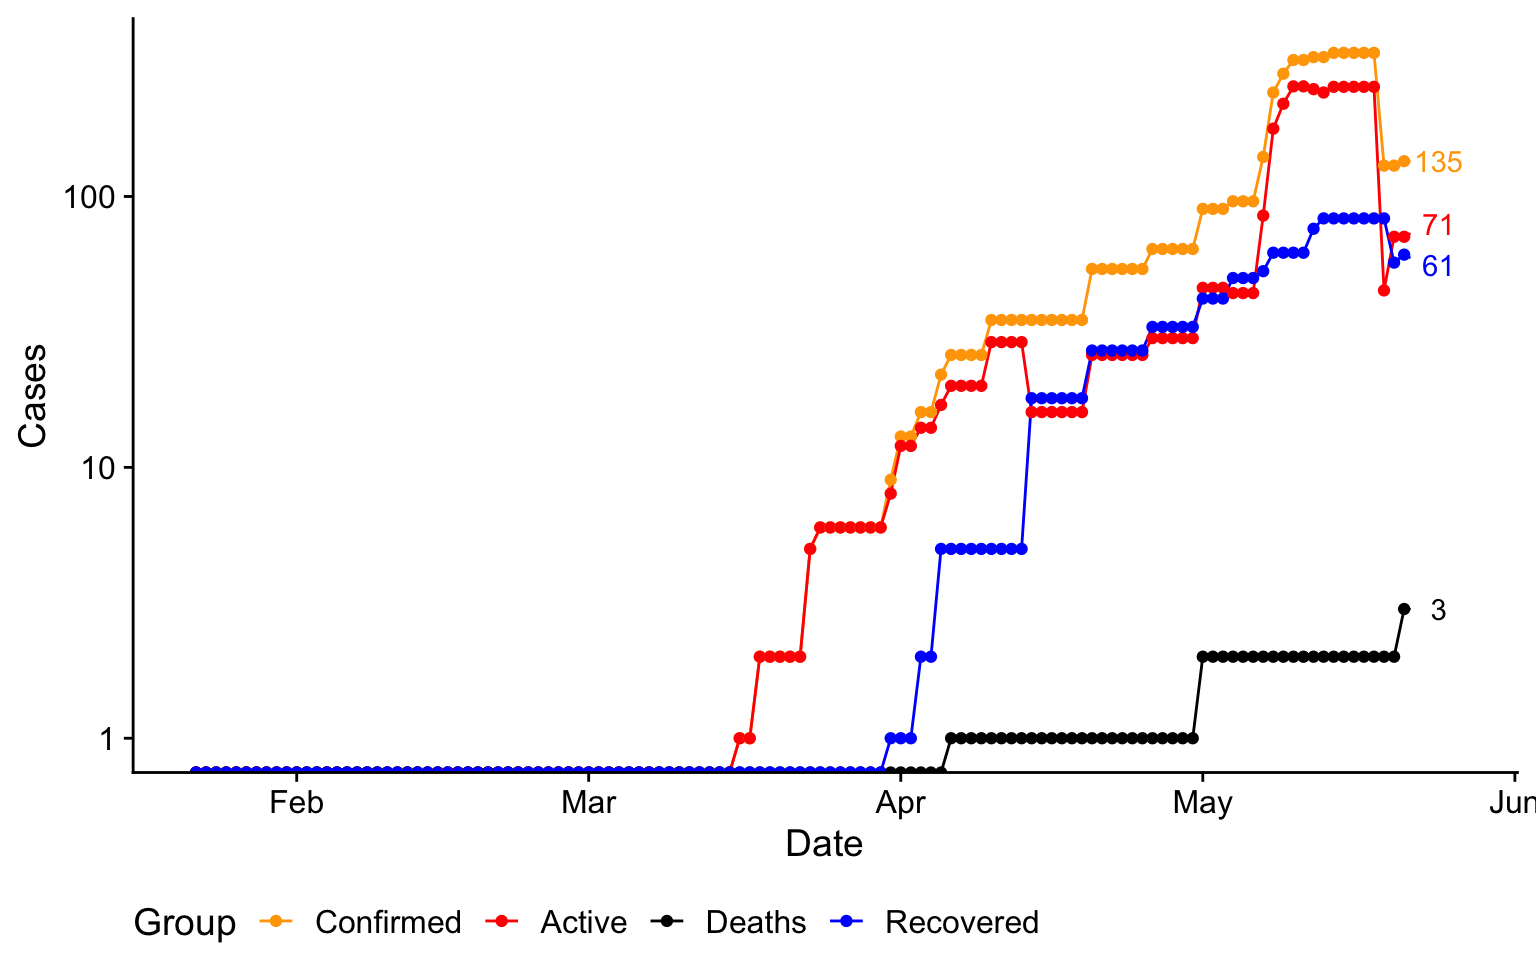 135
100
71
61
Cases
10
3
1
Feb Mar Apr May Jun
Date
Group Confirmed Active Deaths Recovered